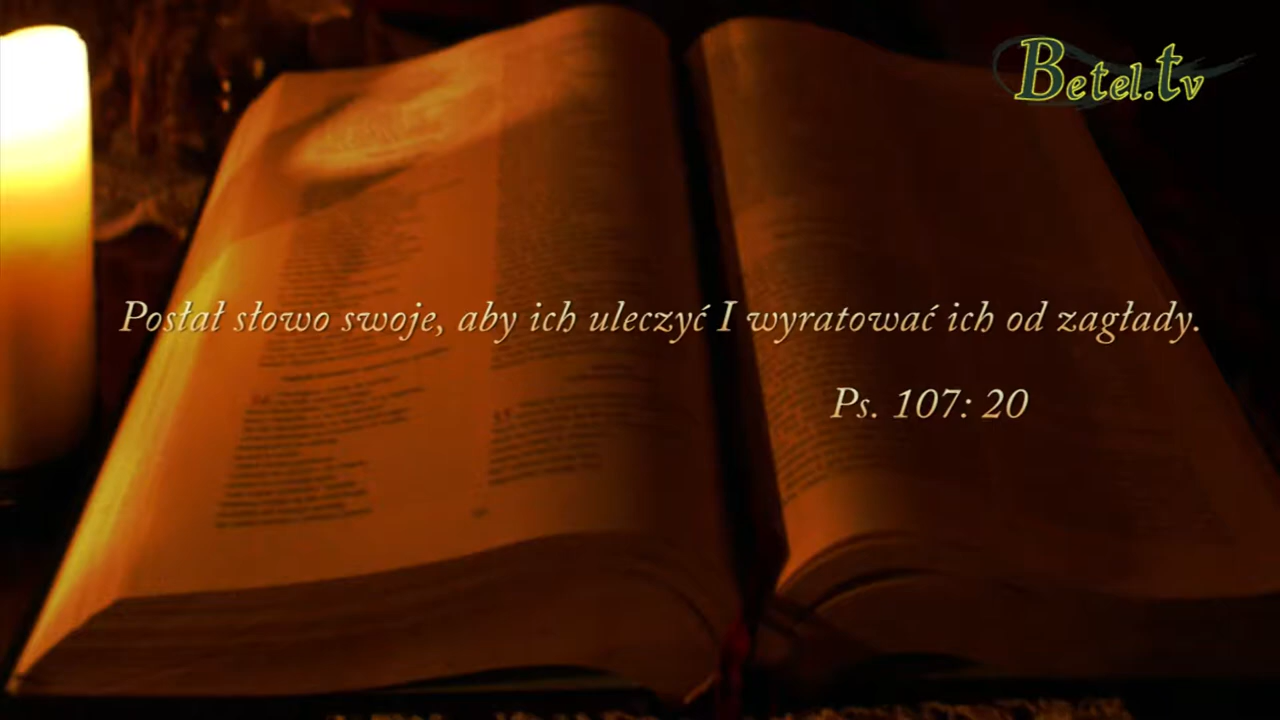 Betel.tv
Posłał słowo swoje, aby ich uleczyć I wyratować ich od zagłady.
Ps. 107: 20